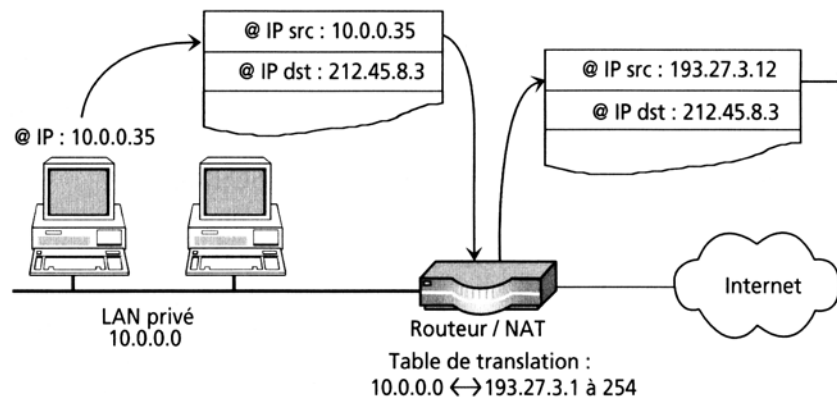 @ IP src : 10.0.0.35
@ IP dst : 212.45.8.3
@ IP src : 193.27.3.12
@ IP dst : 212.45.8.3
@ IP : 10.0.0.35
Internet
LAN privé
10.0.0.0
Routeur / NAT
Table de translation :
10.0.0.0 <-> 193.27.3.1 à 254